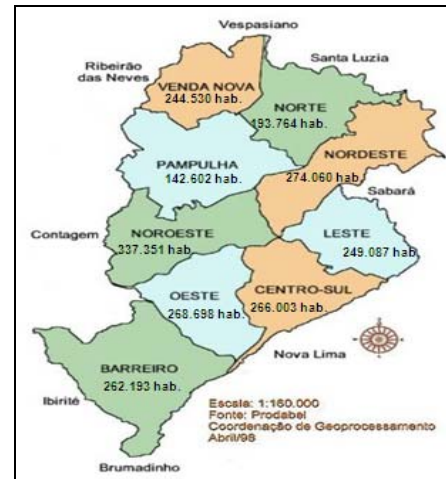 Vespasiano
Ribeirão
das Neves
Santa Luzia
VENDA NOVA
244.530 hab.
NORTE
193.764 hab.
NORDESTE
274.060 hab.
PAMPULHA
142.602 hab.
Sabará
Contagem
NOROESTE
337.351 hab.
LESTE
249.087 hab.
OESTE
268.698 hab.
CENTRO-SUL
266.003 hab.
Nova Lima
BARREIRO
262.193 hab.
Ibirité
Brumadinho
Escala: 1:160.000
Fonte: Prodabel
Coordenação de Geoprocessamento
Abril/98